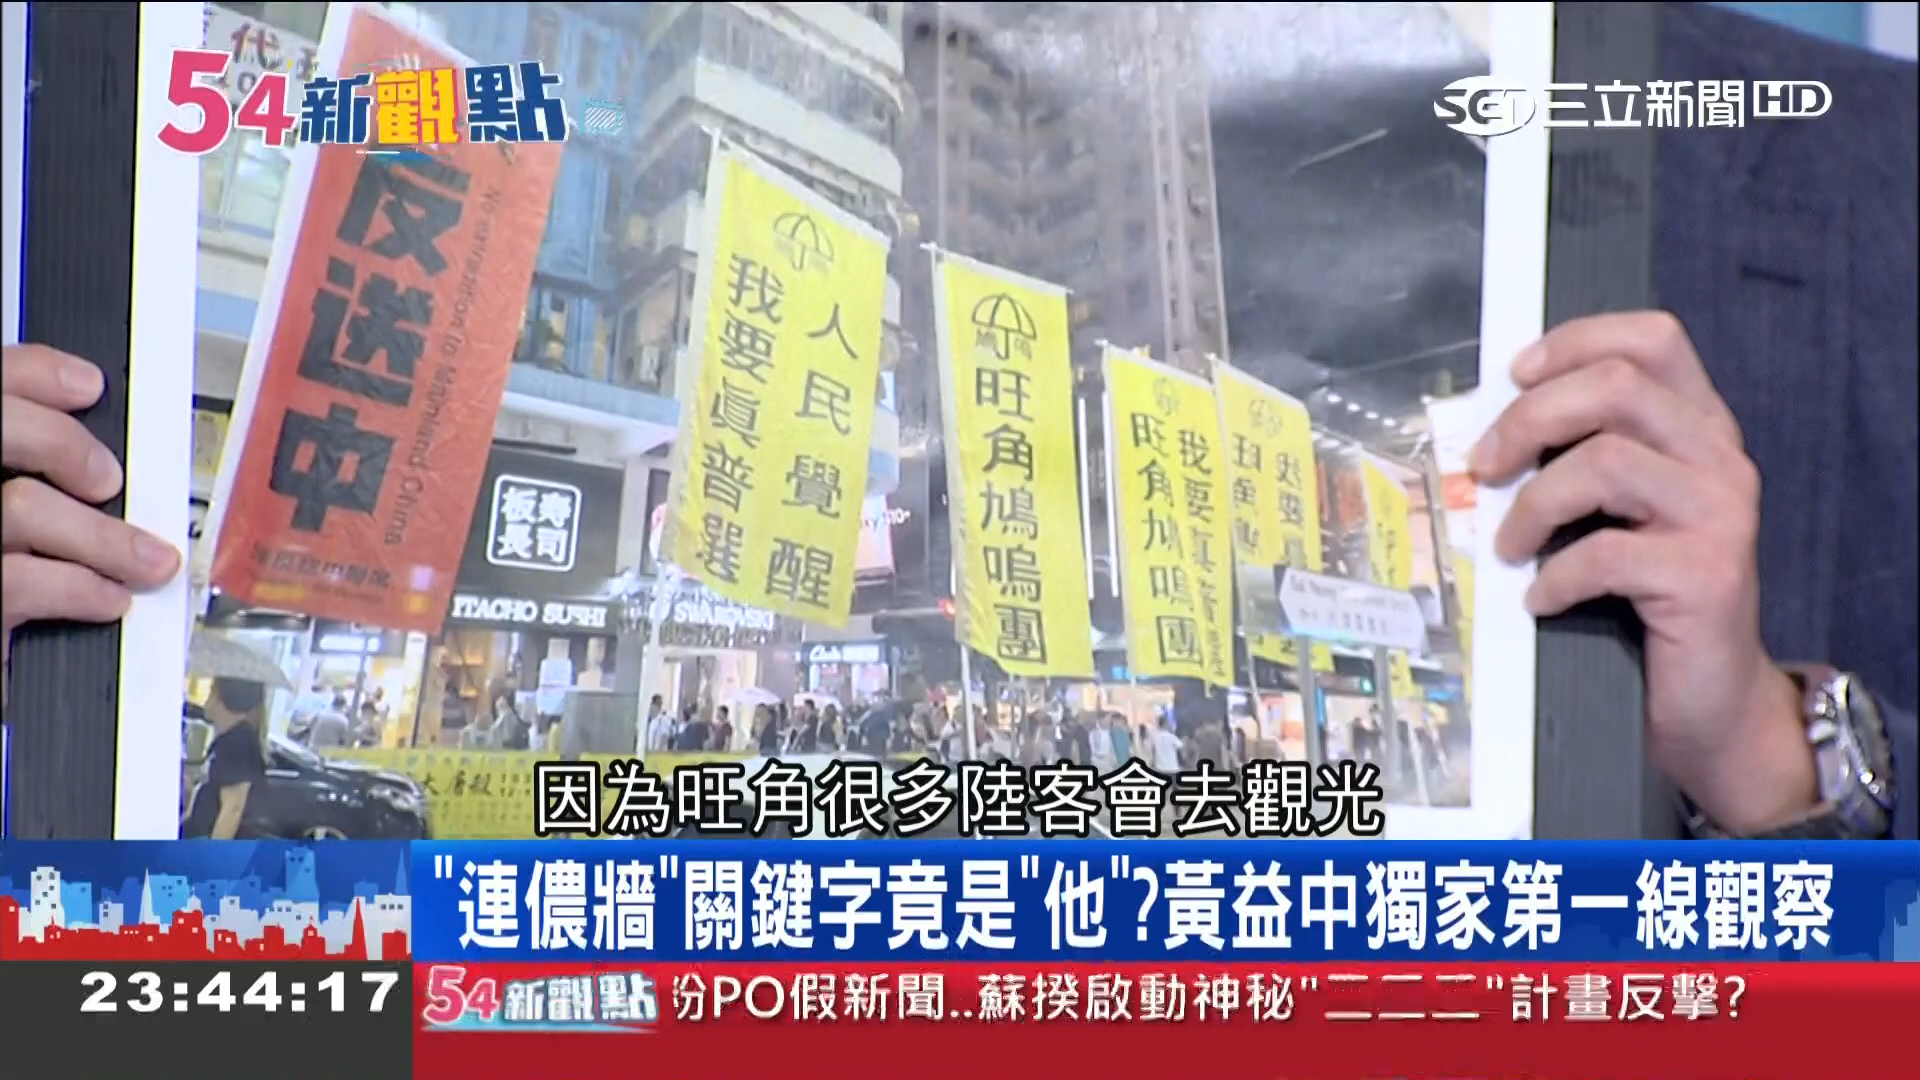 54新觀點
SET三立新聞HD
反送中
No extradition to Mainland China
人民覺醒
我要真普選
旺角鳩嗚團
旺角鳩嗚團
我要真普選
板壽
長司
ITACHO SUSHI
SWAROVSKI
因為旺角很多陸客會去觀光
"連儂牆"關鍵字竟是"他"?黃益中獨家第一線觀察
23:44:17
54新觀點
PO假新聞..蘇揆啟動神秘"二二二"計畫反擊?